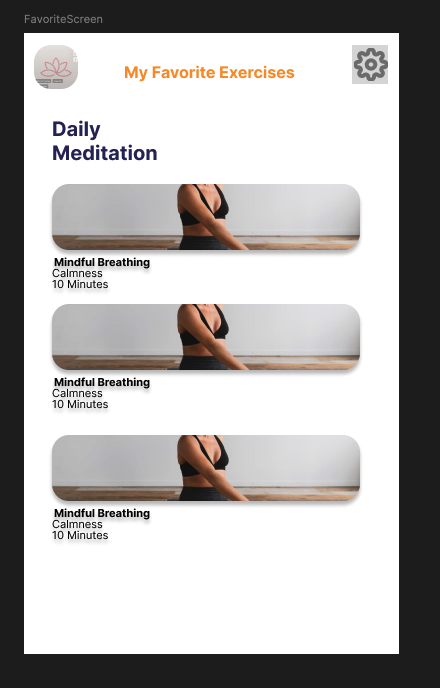 FavoriteScreen
My Favorite Exercises
Daily
Meditation
Mindful Breathing
Calmness
10 Minutes
Mindful Breathing
Calmness
10 Minutes
Mindful Breathing
Calmness
10 Minutes